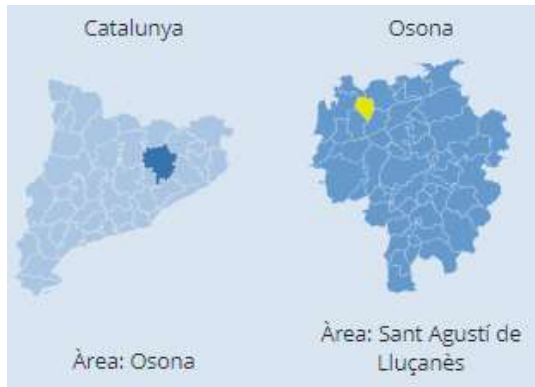 Catalunya
Osona
Àrea: Osona
Àrea: Sant Agustí de
Lluçanès